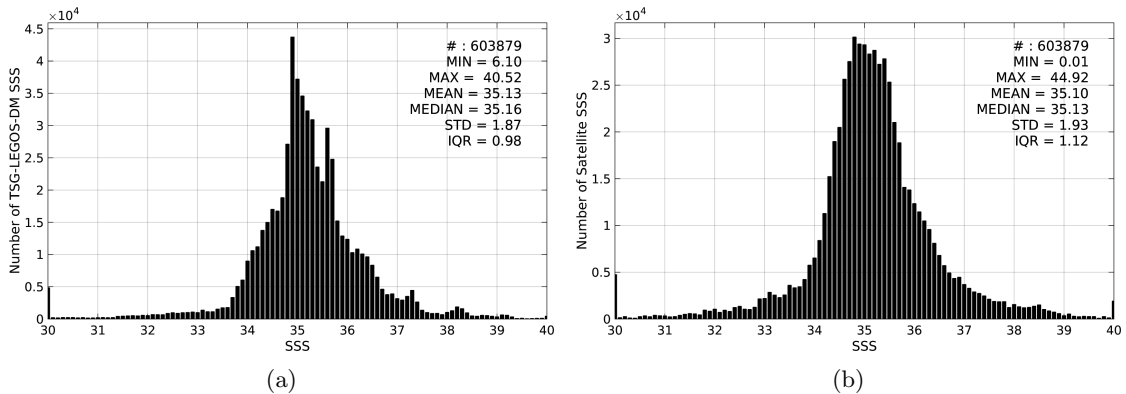 ×10⁴
4.5
4
3.5
3
2.5
2
1.5
1
0.5
0
Number of TSG-LEGOS-DM SSS
# : 603879
MIN = 6.10
MAX = 40.52
MEAN = 35.13
MEDIAN = 35.16
STD = 1.87
IQR = 0.98
30 31 32 33 34 35 36 37 38 39 40
SSS
(a)
×10⁴
3
2.5
2
1.5
1
0.5
0
Number of Satellite SSS
# : 603879
MIN = 0.01
MAX = 44.92
MEAN = 35.10
MEDIAN = 35.13
STD = 1.93
IQR = 1.12
30 31 32 33 34 35 36 37 38 39 40
SSS
(b)